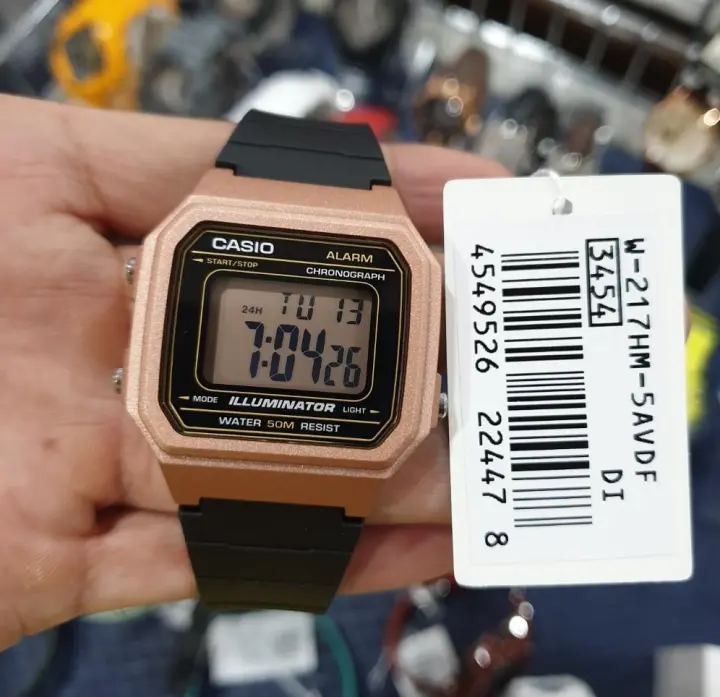 CASIO
ALARM
START/STOP
CHRONOGRAPH
24H TU 13
7:04 26
MODE ILLUMINATOR LIGHT
WATER 50M RESIST
W-217HM-5AVDF
3454 DI
4549526 22447 8